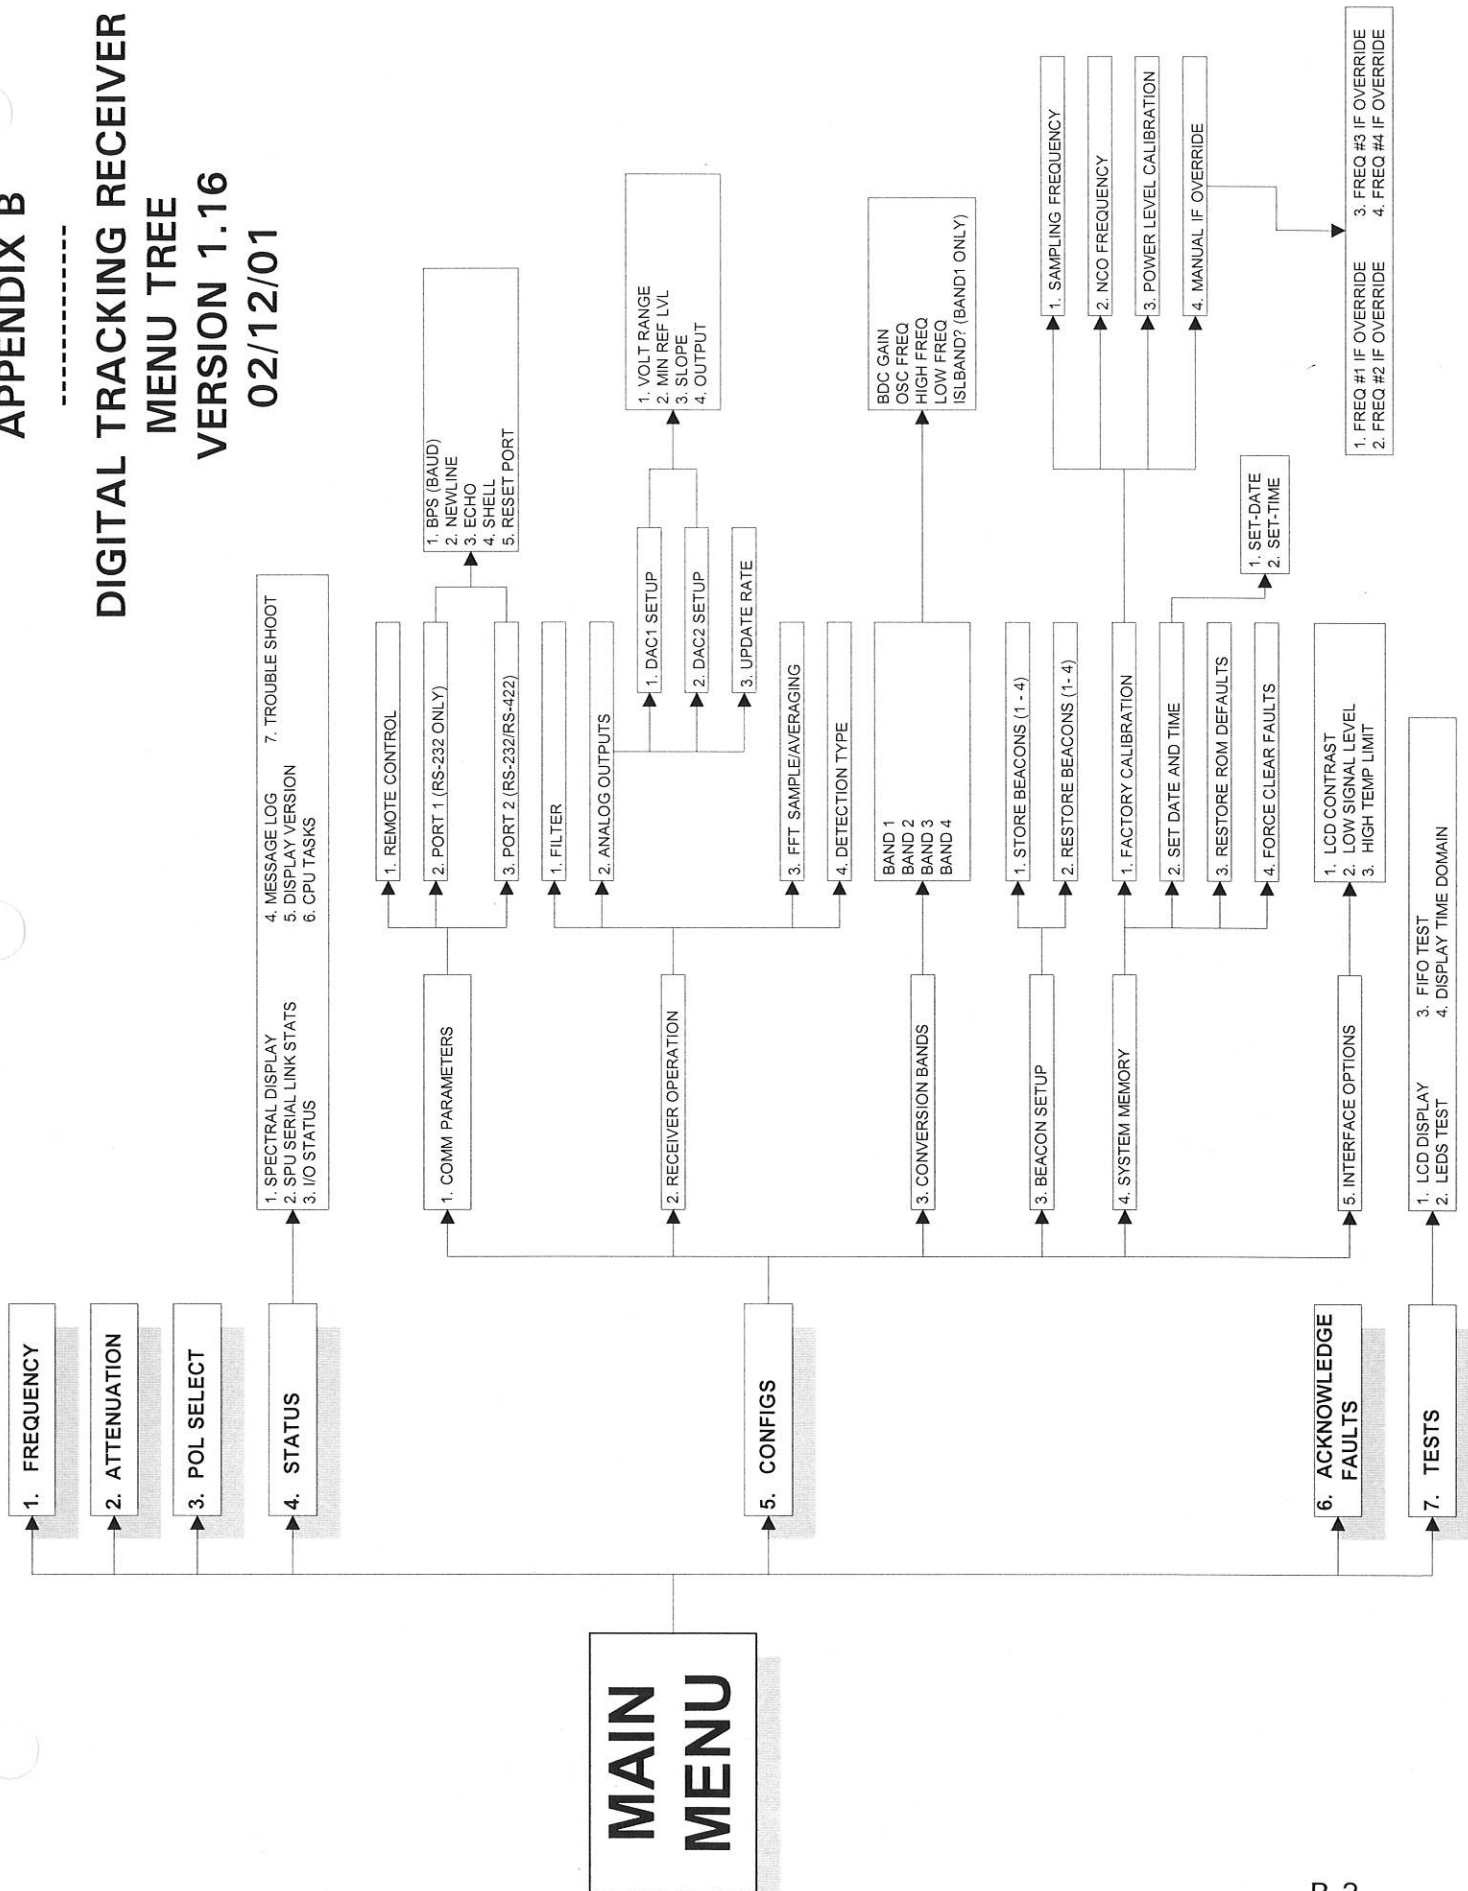 APPENDIX B
------------
DIGITAL TRACKING RECEIVER
MENU TREE
VERSION 1.16
02/12/01
MAIN
MENU
1. FREQUENCY
2. ATTENUATION
3. POL SELECT
4. STATUS
1. SPECTRAL DISPLAY
2. SPU SERIAL LINK STATS
3. I/O STATUS
4. MESSAGE LOG
5. DISPLAY VERSION
6. CPU TASKS
7. TROUBLE SHOOT
5. CONFIGS
1. COMM PARAMETERS
1. REMOTE CONTROL
2. PORT 1 (RS-232 ONLY)
3. PORT 2 (RS-232/RS-422)
1. BPS (BAUD)
2. NEWLINE
3. ECHO
4. SHELL
5. RESET PORT
2. RECEIVER OPERATION
1. FILTER
2. ANALOG OUTPUTS
1. DAC1 SETUP
2. DAC2 SETUP
3. UPDATE RATE
1. VOLT RANGE
2. MIN REF LVL
3. SLOPE
4. OUTPUT
3. FFT SAMPLE/AVERAGING
4. DETECTION TYPE
3. CONVERSION BANDS
BAND 1
BAND 2
BAND 3
BAND 4
BDC GAIN
OSC FREQ
HIGH FREQ
LOW FREQ
ISLBAND? (BAND1 ONLY)
3. BEACON SETUP
1. STORE BEACONS (1 - 4)
2. RESTORE BEACONS (1- 4)
4. SYSTEM MEMORY
1. FACTORY CALIBRATION
1. SAMPLING FREQUENCY
2. NCO FREQUENCY
3. POWER LEVEL CALIBRATION
4. MANUAL IF OVERRIDE
1. FREQ #1 IF OVERRIDE
2. FREQ #2 IF OVERRIDE
3. FREQ #3 IF OVERRIDE
4. FREQ #4 IF OVERRIDE
2. SET DATE AND TIME
1. SET-DATE
2. SET-TIME
3. RESTORE ROM DEFAULTS
4. FORCE CLEAR FAULTS
5. INTERFACE OPTIONS
1. LCD CONTRAST
2. LOW SIGNAL LEVEL
3. HIGH TEMP LIMIT
6. ACKNOWLEDGE
FAULTS
7. TESTS
1. LCD DISPLAY
2. LEDS TEST
3. FIFO TEST
4. DISPLAY TIME DOMAIN